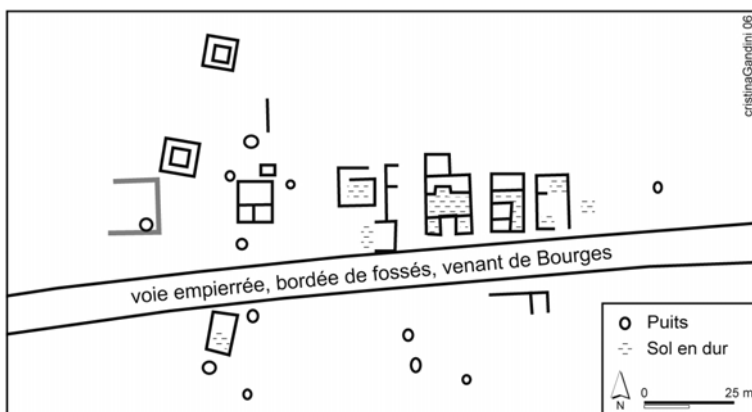 cristinaGandini 06
voie empierrée, bordée de fossés, venant de Bourges
Puits
Sol en dur
N
0 25 m